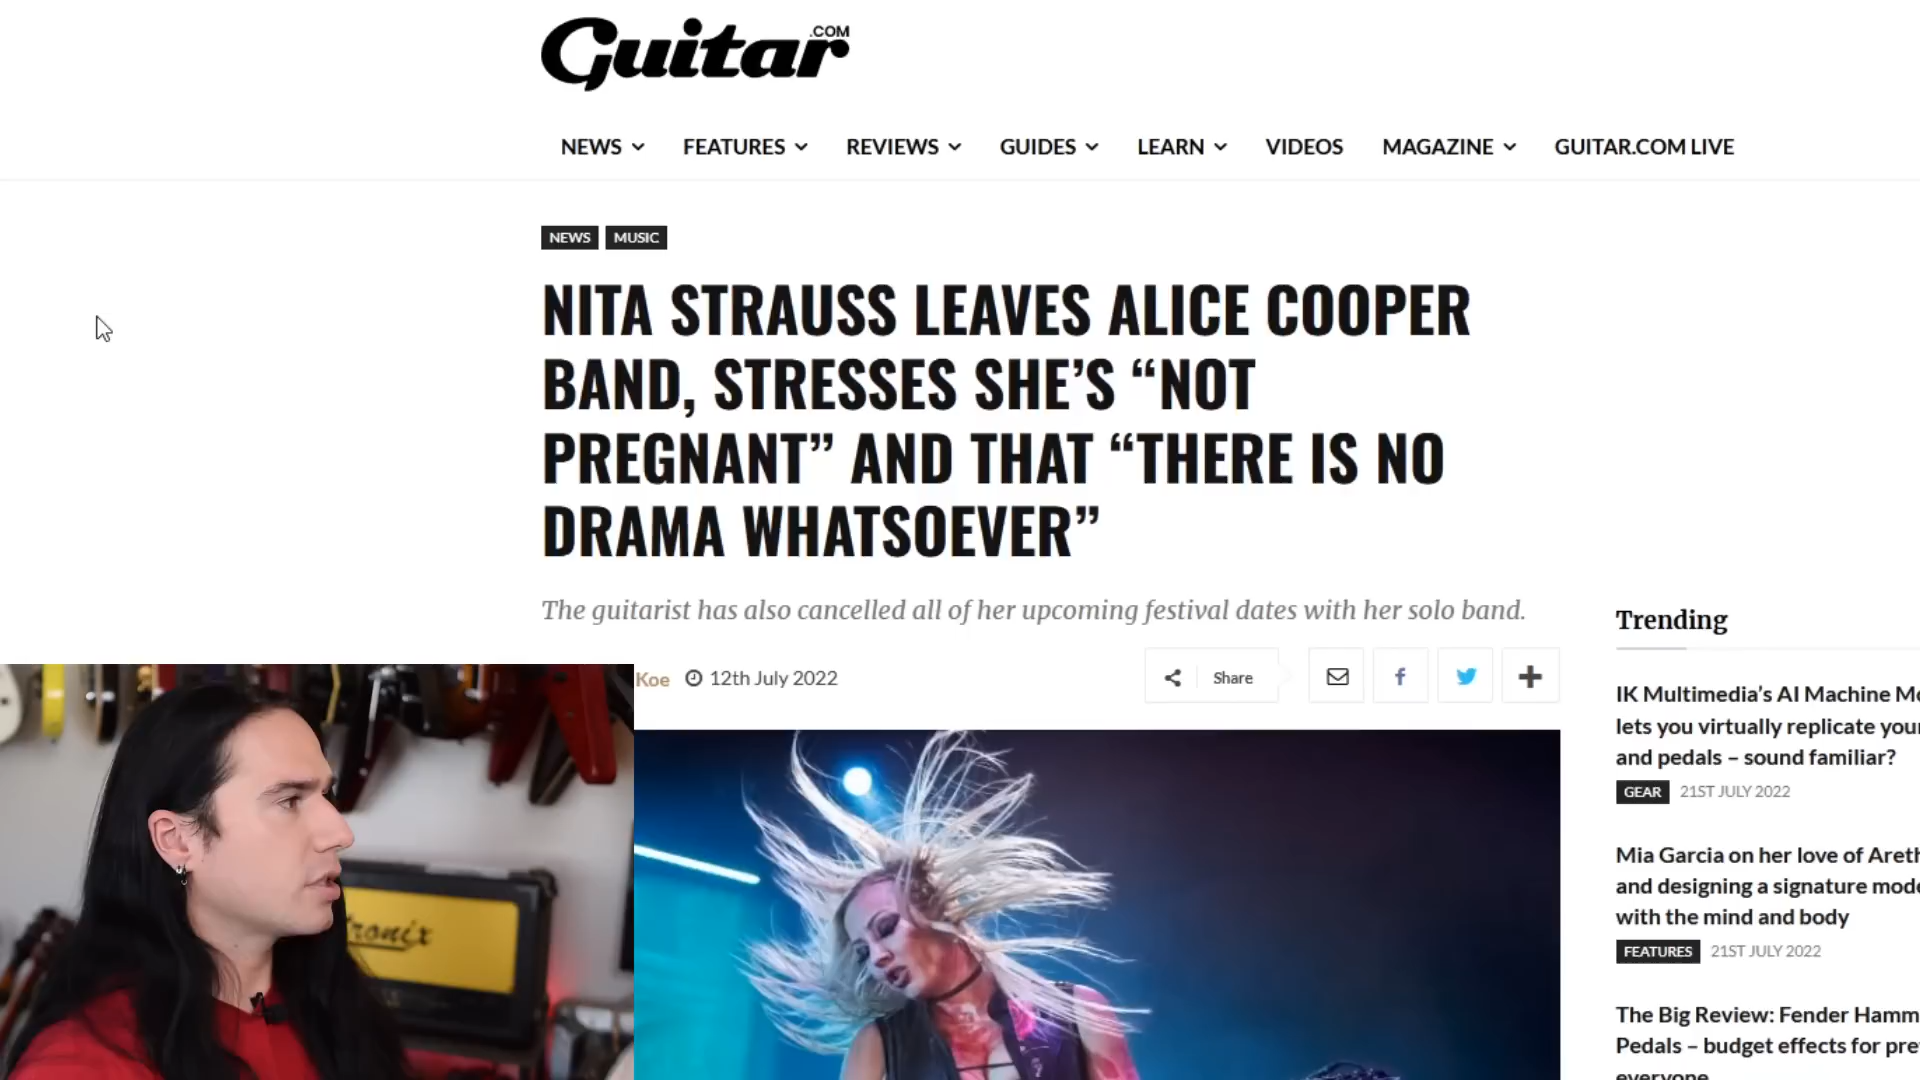 Guitar
.COM
NEWS
FEATURES
REVIEWS
GUIDES
LEARN
VIDEOS
MAGAZINE
GUITAR.COM LIVE
NEWS
MUSIC
NITA STRAUSS LEAVES ALICE COOPER
BAND, STRESSES SHE’S “NOT
PREGNANT” AND THAT “THERE IS NO
DRAMA WHATSOEVER”
The guitarist has also cancelled all of her upcoming festival dates with her solo band.
Koe
12th July 2022
Share
Trending
IK Multimedia’s AI Machine
lets you virtually replicate
and pedals – sound familiar?
GEAR
21ST JULY 2022
Mia Garcia on her love of
and designing a signature
with the mind and body
FEATURES
21ST JULY 2022
The Big Review: Fender
Pedals – budget effects for
everyone
tronix